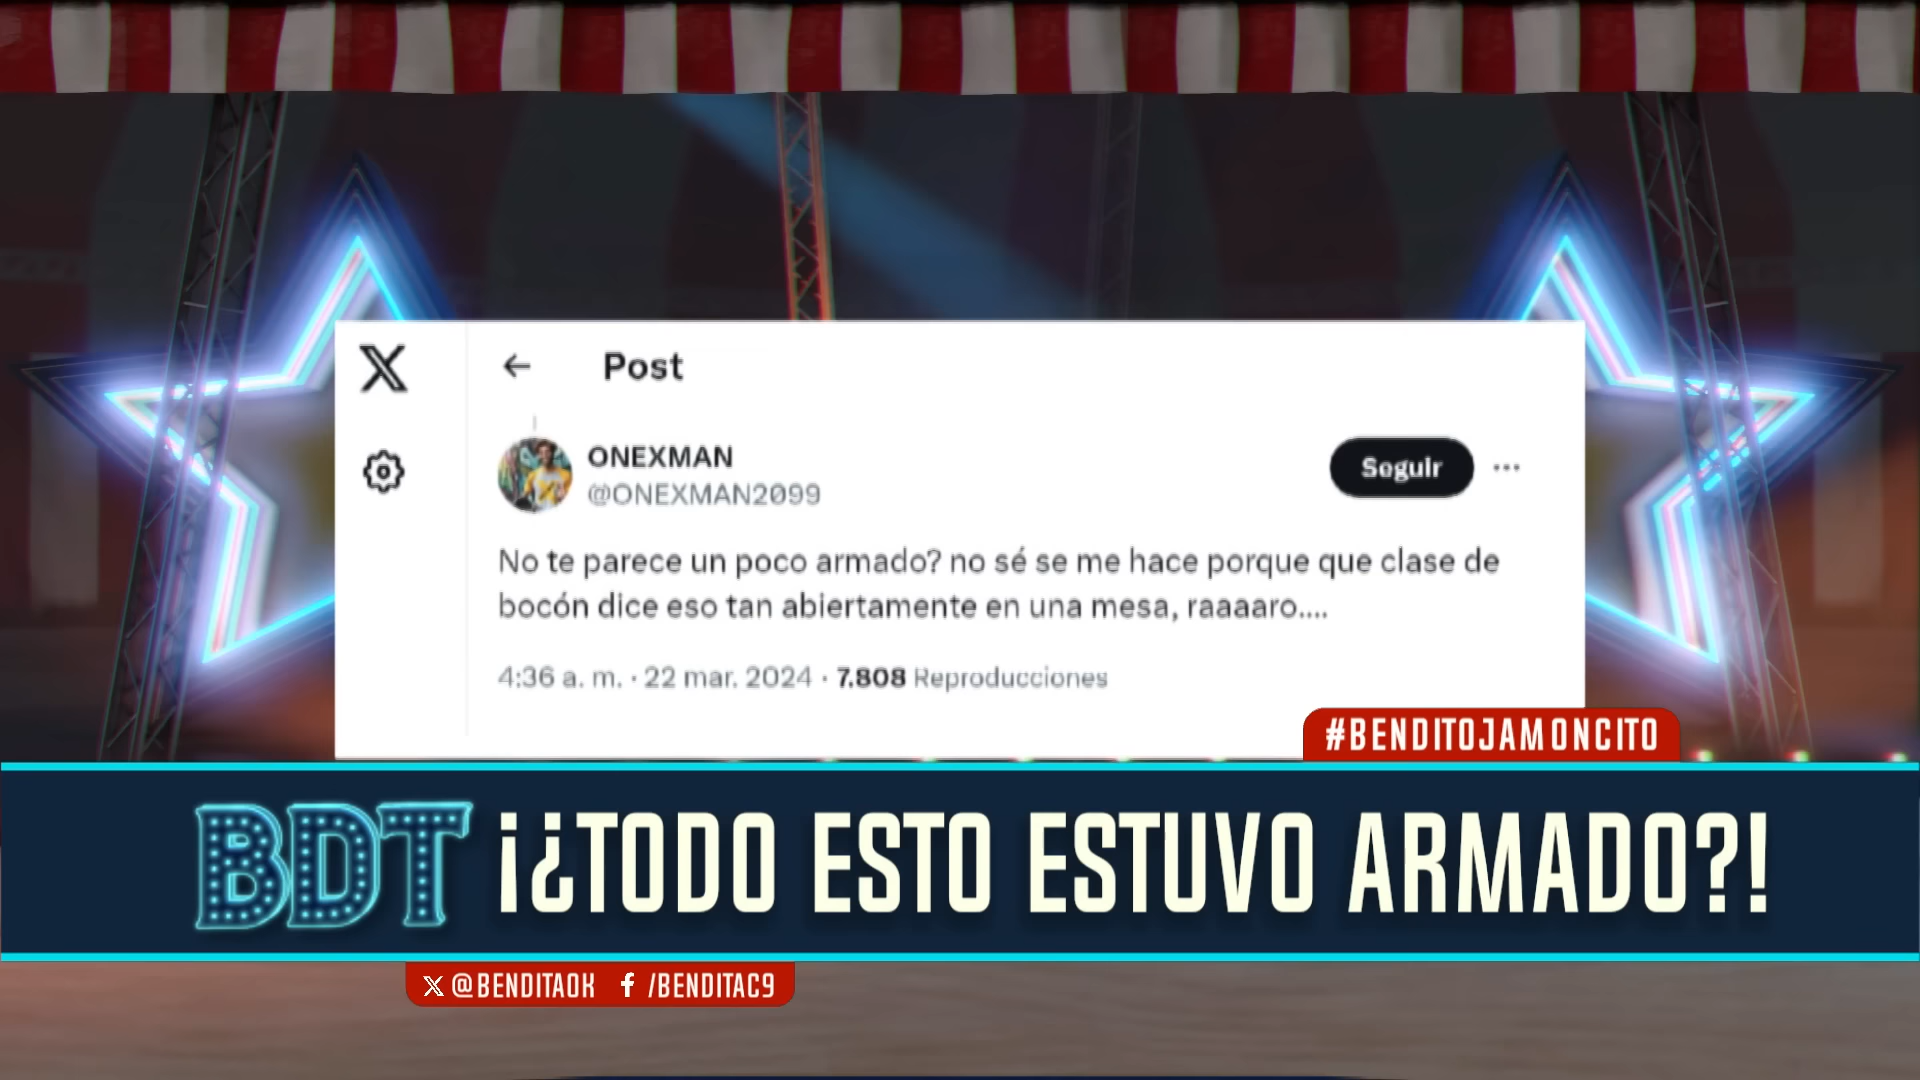 X
Post
ONEXMAN
@ONEXMAN2099
Seguir
No te parece un poco armado? no sé se me hace porque que clase de
bocón dice eso tan abiertamente en una mesa, raaaaro....
4:36 a. m. · 22 mar. 2024 · 7.808 Reproducciones
#BENDITOJAMONCITO
BDT ¡¿TODO ESTO ESTUVO ARMADO?!
X @BENDITAOK f /BENDITAC9